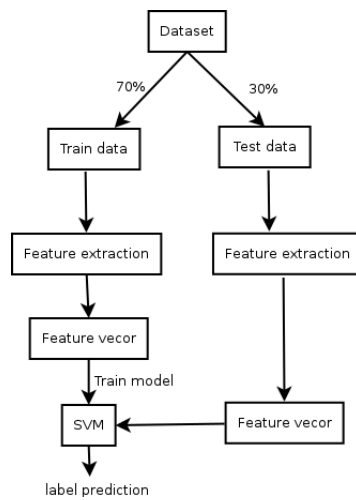 Dataset
70%
30%
Train data
Test data
Feature extraction
Feature extraction
Feature vecor
Train model
SVM
Feature vecor
label prediction